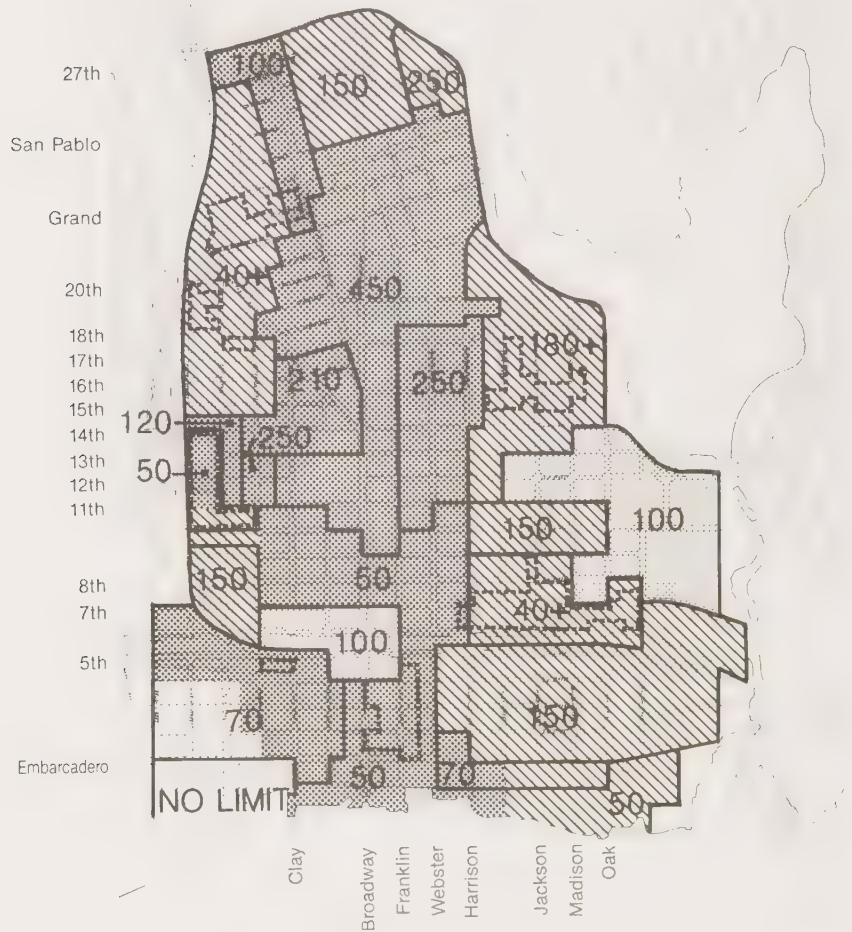 27th
San Pablo
Grand
20th
18th
17th
16th
15th
14th
13th
12th
11th
8th
7th
5th
Embarcadero
100
150
250
40+
450
180+
210
250
120
250
50
150
100
150
50
40+
100
70
150
50
70
NO LIMIT
50
Clay
Broadway
Franklin
Webster
Harrison
Jackson
Madison
Oak